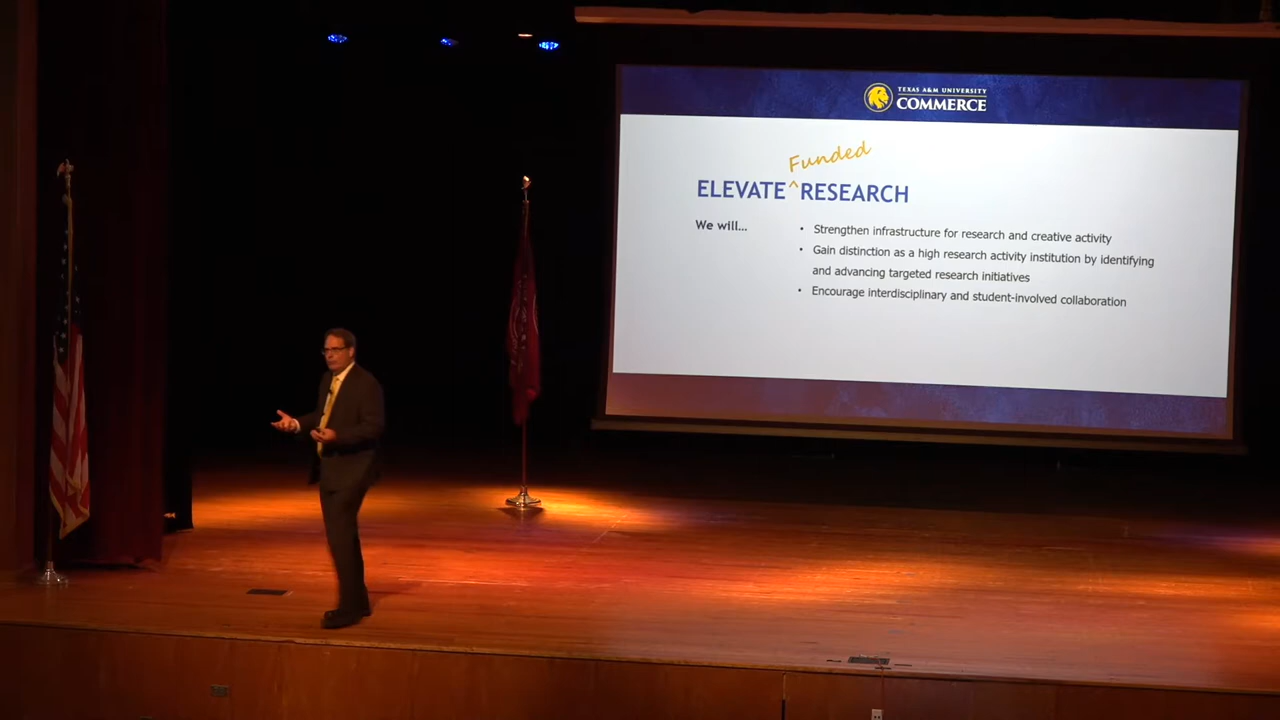 TEXAS A&M UNIVERSITY
COMMERCE
Funded
ELEVATE ^ RESEARCH
We will...
• Strengthen infrastructure for research and creative activity
• Gain distinction as a high research activity institution by identifying
and advancing targeted research initiatives
• Encourage interdisciplinary and student-involved collaboration